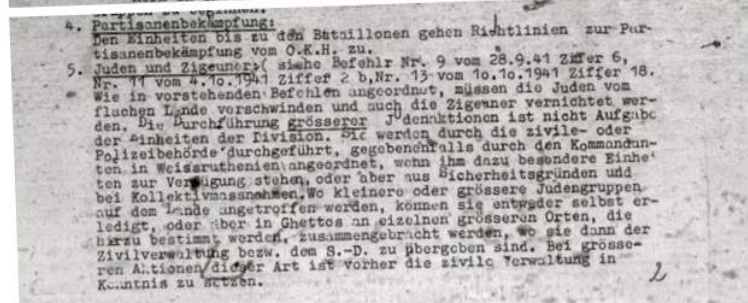 Gruppen zu beginnen.
4. Partisanenbekämpfung:
Den Einheiten bis zu den Bataillonen gehen Richtlinien zur Par-
tisanenbekämpfung vom O.K.H. zu.
5. Juden und Zigeuner:( siehe Befehlr Nr. 9 vom 28.9.41 Ziffer 6,
Nr. 11 vom 4.10.1941 Ziffer 2 b, Nr. 13 vom 10.10.1941 Ziffer 18.
Wie in vorstehenden Befehlen angeordnet, müssen die Juden vom
flachen Lande verschwinden und auch die Zigeuner vernichtet wer-
den. Die Durchführung grösserer Judenaktionen ist nicht Aufgabe
der Einheiten der Division. Sie werden durch die zivile- oder
Polizeibehörde durchgeführt, gegebenenfalls durch den Kommandan-
ten in Weissruthenien angeordnet, wenn ihm dazu besondere Einhei
ten zur Verfügung stehen, oder aber aus Sicherheitsgründen und
bei Kollektivmassnahmen. Wo kleinere oder grössere Judengruppen
auf dem Lande angetroffen werden, können sie entweder selbst er-
ledigt, oder aber in Ghettos an eizelnen grösseren Orten, die
hierzu bestimmt werden, zusammengebracht werden, wo sie dann der
Zivilverwaltung bezw. dem S.-D. zu übergeben sind. Bei grösse-
ren Aktionen dieser Art ist vorher die zivile Verwaltung in
Kenntnis zu setzen.
2